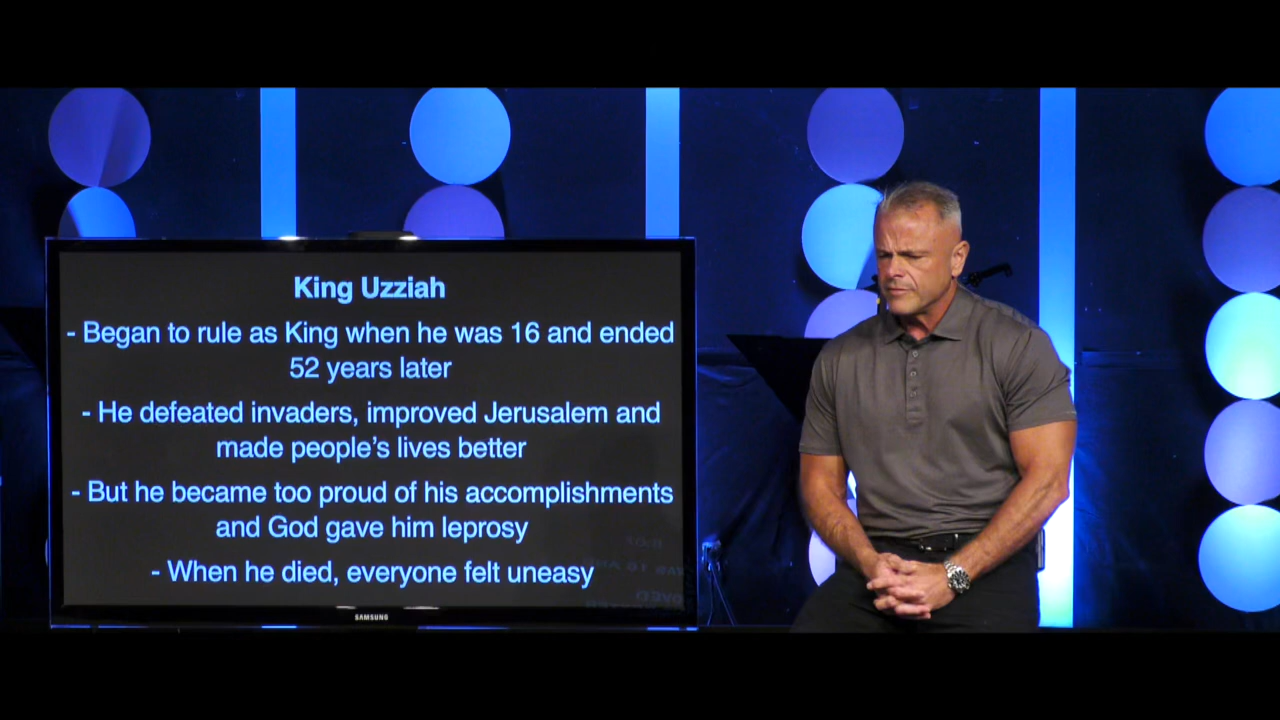 King Uzziah
- Began to rule as King when he was 16 and ended
52 years later
- He defeated invaders, improved Jerusalem and
made people's lives better
- But he became too proud of his accomplishments
and God gave him leprosy
- When he died, everyone felt uneasy
SAMSUNG